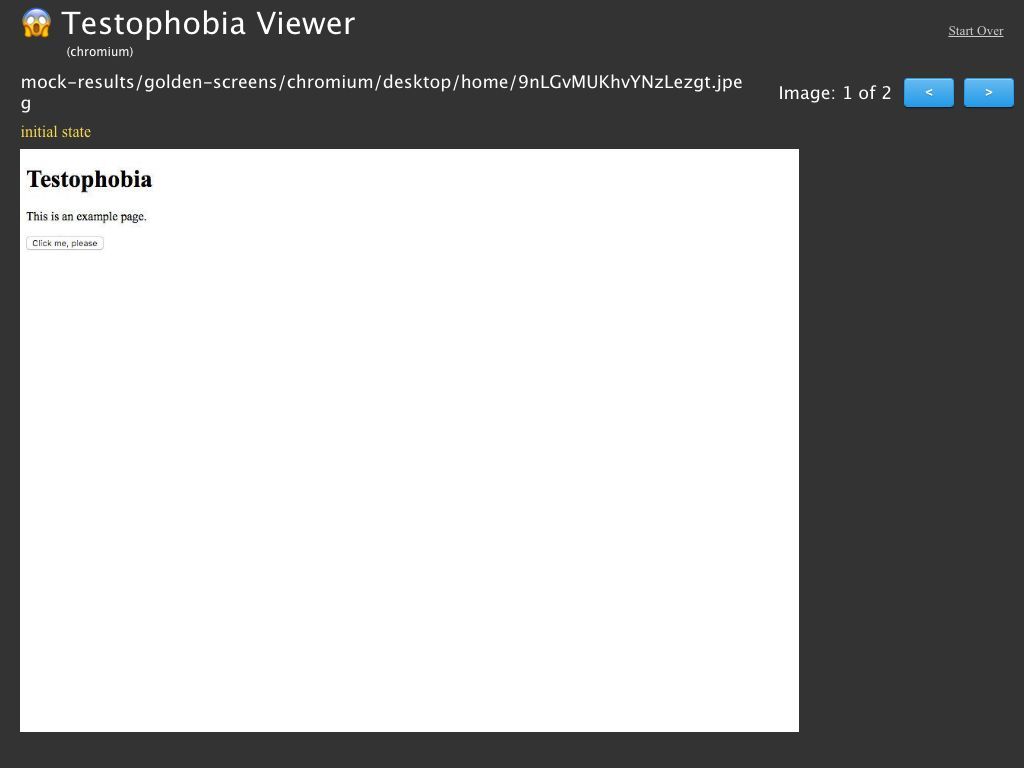 😱 Testophobia Viewer
(chromium)
Start Over
mock-results/golden-screens/chromium/desktop/home/9nLGvMUKhvYNzLezgt.jpe
g
Image: 1 of 2 < >
initial state
Testophobia
This is an example page.
Click me, please